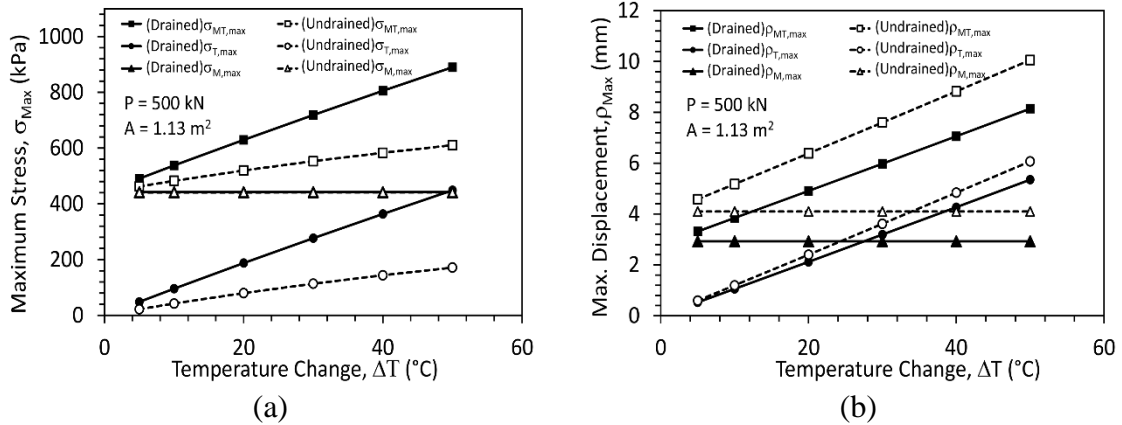 (Drained)σMT,max (Undrained)σMT,max
(Drained)σT,max (Undrained)σT,max
(Drained)σM,max (Undrained)σM,max
P = 500 kN
A = 1.13 m²
Maximum Stress, σMax (kPa)
1000
800
600
400
200
0
0 20 40 60
Temperature Change, ΔT (°C)
(a)
(Drained)ρMT,max (Undrained)ρMT,max
(Drained)ρT,max (Undrained)ρT,max
(Drained)ρM,max (Undrained)ρM,max
P = 500 kN
A = 1.13 m²
Max. Displacement,ρMax (mm)
12
10
8
6
4
2
0
0 20 40 60
Temperature Change, ΔT (°C)
(b)